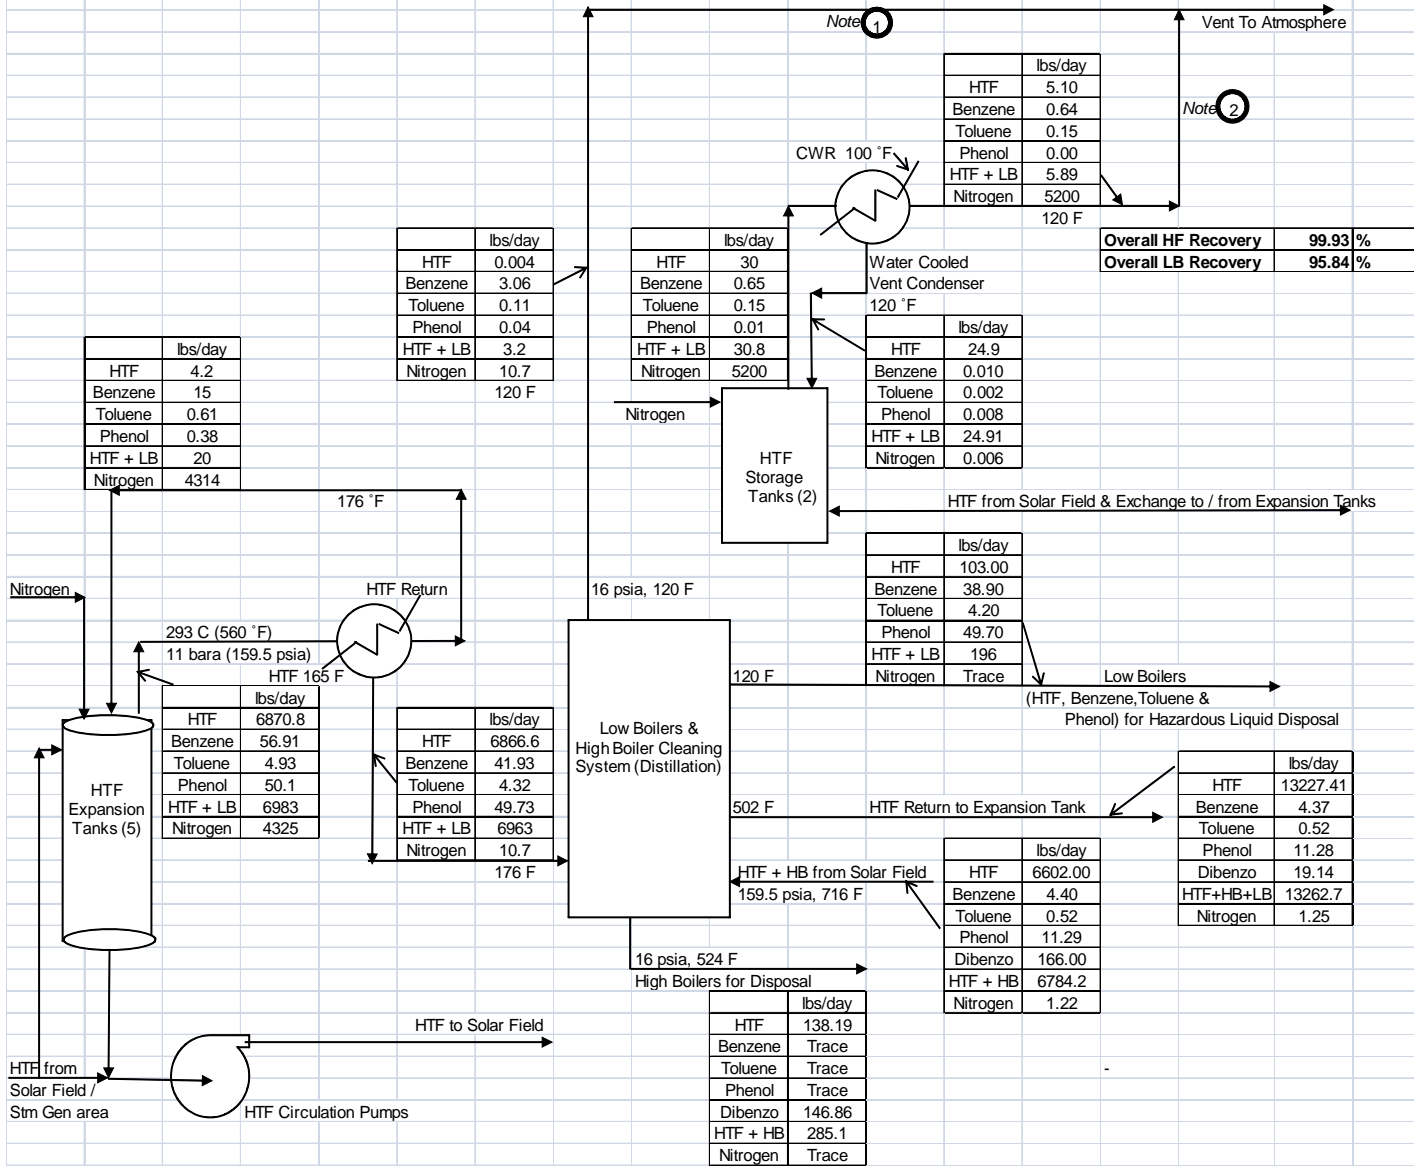 Note 1
Vent To Atmosphere
lbs/day
HTF 5.10
Benzene 0.64
Toluene 0.15
Phenol 0.00
HTF + LB 5.89
Nitrogen 5200
120 F
Note 2
CWR 100 ˚F
Overall HF Recovery 99.93 %
Overall LB Recovery 95.84 %
lbs/day
HTF 0.004
Benzene 3.06
Toluene 0.11
Phenol 0.04
HTF + LB 3.2
Nitrogen 10.7
120 F
lbs/day
HTF 30
Benzene 0.65
Toluene 0.15
Phenol 0.01
HTF + LB 30.8
Nitrogen 5200
Water Cooled
Vent Condenser
120 ˚F
lbs/day
HTF 24.9
Benzene 0.010
Toluene 0.002
Phenol 0.008
HTF + LB 24.91
Nitrogen 0.006
lbs/day
HTF 4.2
Benzene 15
Toluene 0.61
Phenol 0.38
HTF + LB 20
Nitrogen 4314
176 ˚F
Nitrogen
HTF
Storage
Tanks (2)
HTF from Solar Field & Exchange to / from Expansion Tanks
lbs/day
HTF 103.00
Benzene 38.90
Toluene 4.20
Phenol 49.70
HTF + LB 196
Nitrogen Trace
Nitrogen
HTF Return
16 psia, 120 F
293 C (560 ˚F)
11 bara (159.5 psia)
HTF 165 F
120 F
Low Boilers
(HTF, Benzene,Toluene &
Phenol) for Hazardous Liquid Disposal
lbs/day
HTF 6870.8
Benzene 56.91
Toluene 4.93
Phenol 50.1
HTF + LB 6983
Nitrogen 4325
lbs/day
HTF 6866.6
Benzene 41.93
Toluene 4.32
Phenol 49.73
HTF + LB 6963
Nitrogen 10.7
176 F
HTF
Expansion
Tanks (5)
Low Boilers &
High Boiler Cleaning
System (Distillation)
502 F
HTF Return to Expansion Tank
lbs/day
HTF 13227.41
Benzene 4.37
Toluene 0.52
Phenol 11.28
Dibenzo 19.14
HTF+HB+LB 13262.7
Nitrogen 1.25
HTF + HB from Solar Field
159.5 psia, 716 F
lbs/day
HTF 6602.00
Benzene 4.40
Toluene 0.52
Phenol 11.29
Dibenzo 166.00
HTF + HB 6784.2
Nitrogen 1.22
16 psia, 524 F
High Boilers for Disposal
lbs/day
HTF 138.19
Benzene Trace
Toluene Trace
Phenol Trace
Dibenzo 146.86
HTF + HB 285.1
Nitrogen Trace
HTF to Solar Field
HTF from
Solar Field /
Stm Gen area
HTF Circulation Pumps
-